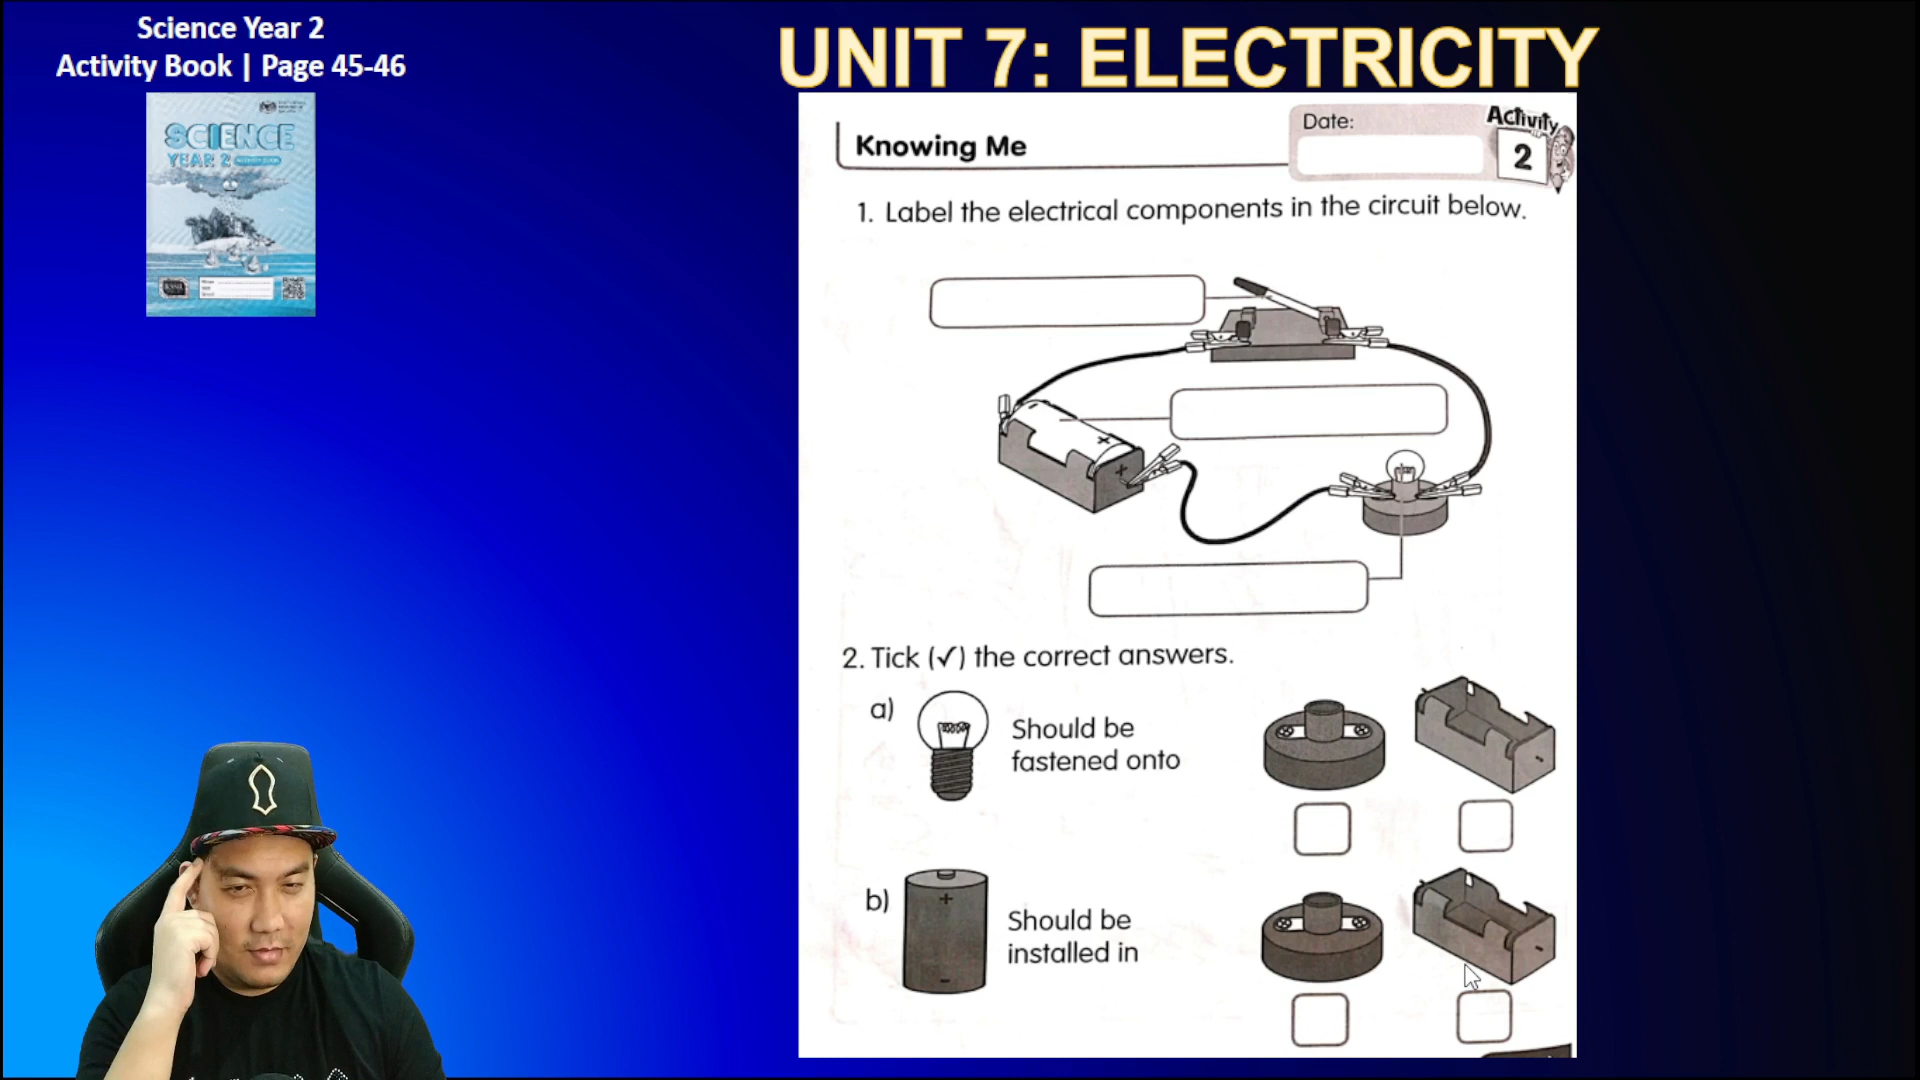 Science Year 2
Activity Book | Page 45-46
SCIENCE
YEAR 2
UNIT 7: ELECTRICITY
Knowing Me
Date:
Activity
2
1. Label the electrical components in the circuit below.
-
+
+
2. Tick (✓) the correct answers.
a)
Should be
fastened onto
-
b)
+
-
Should be
installed in
-